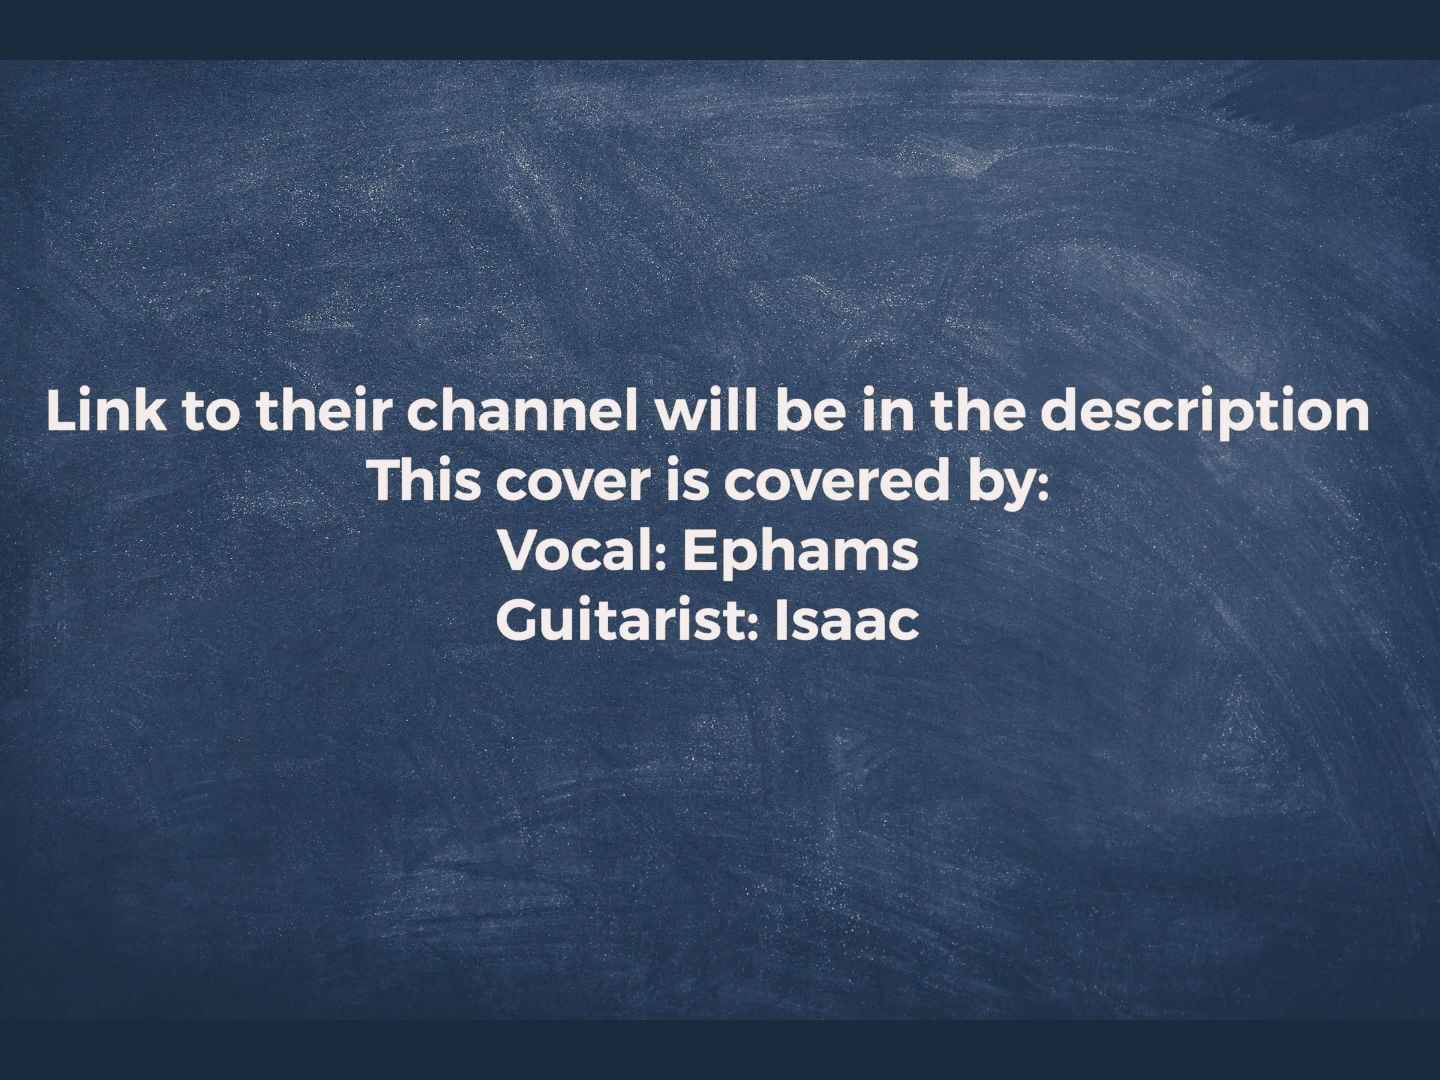 Link to their channel will be in the description
This cover is covered by:
Vocal: Ephams
Guitarist: Isaac